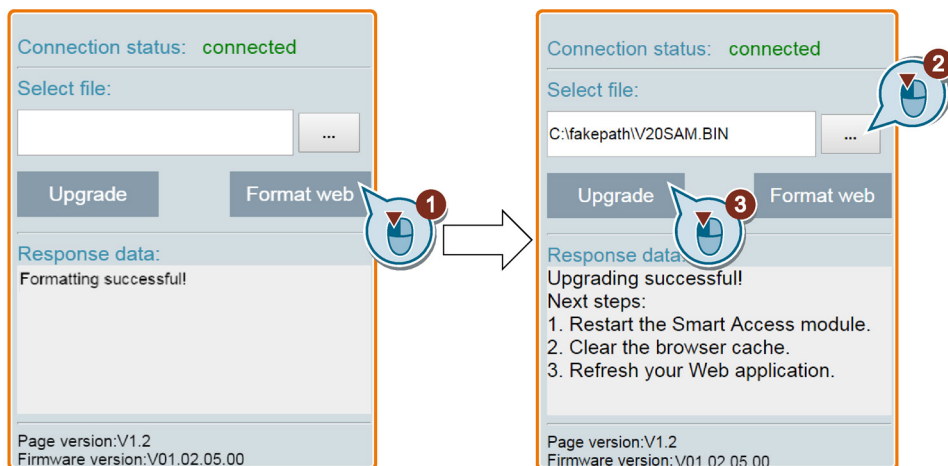 Connection status: connected
Select file:
...
Upgrade
Format web
1
Response data:
Formatting successful!
Page version:V1.2
Firmware version:V01.02.05.00
Connection status: connected
2
Select file:
C:\fakepath\V20SAM.BIN
...
Upgrade
3
Format web
Response data:
Upgrading successful!
Next steps:
1. Restart the Smart Access module.
2. Clear the browser cache.
3. Refresh your Web application.
Page version:V1.2
Firmware version:V01.02.05.00